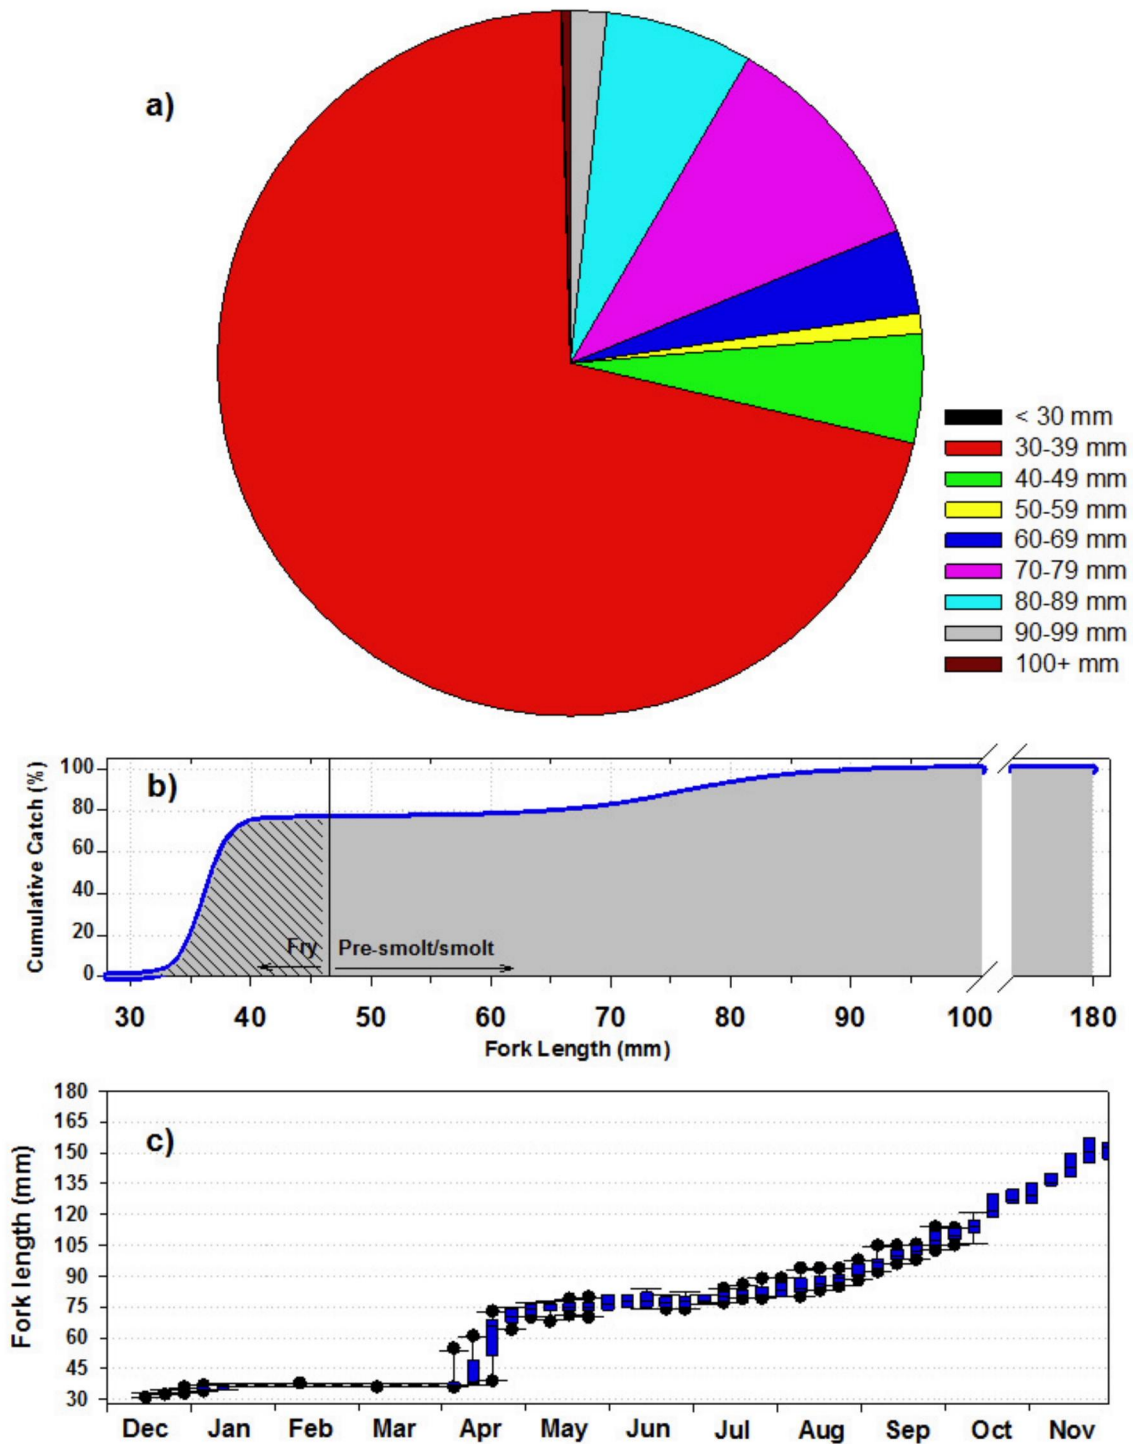 a)
< 30 mm
30-39 mm
40-49 mm
50-59 mm
60-69 mm
70-79 mm
80-89 mm
90-99 mm
100+ mm
b)
Cumulative Catch (%)
100
80
60
40
20
0
Fry
Pre-smolt/smolt
30 40 50 60 70 80 90 100 180
Fork Length (mm)
c)
Fork length (mm)
180
165
150
135
120
105
90
75
60
45
30
Dec Jan Feb Mar Apr May Jun Jul Aug Sep Oct Nov